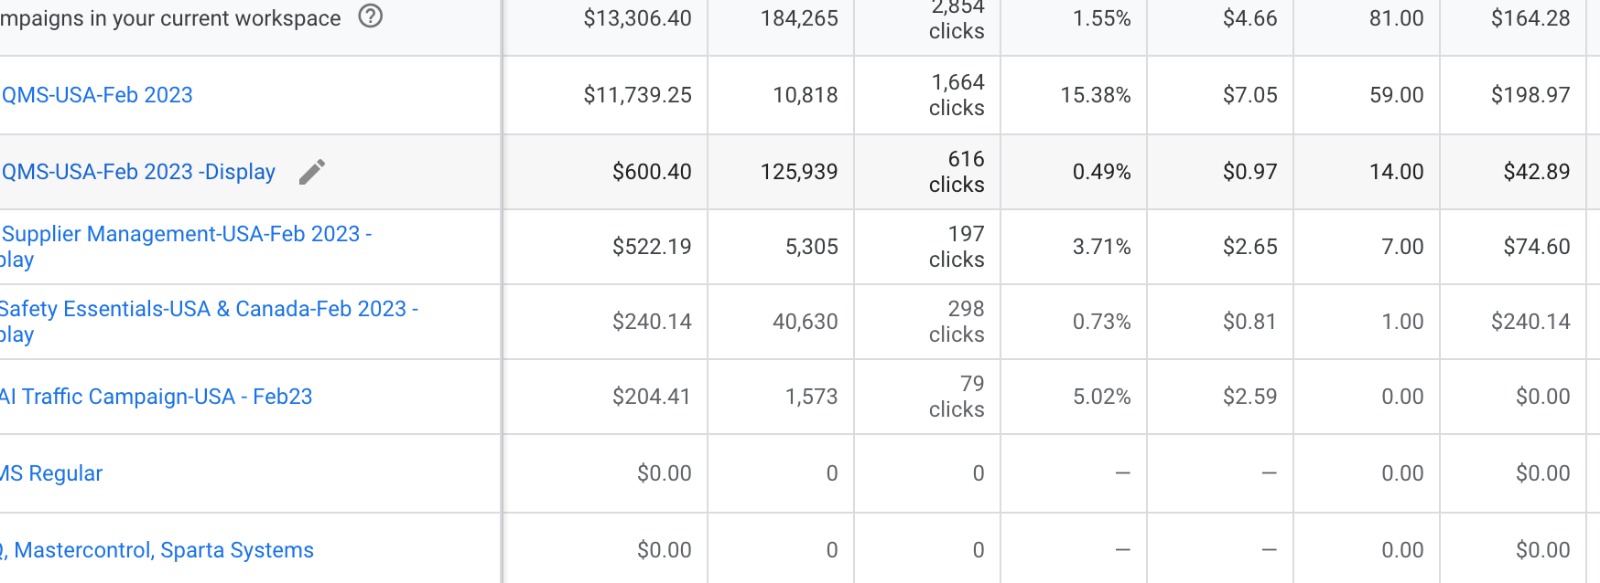 mpaigns in your current workspace ? $13,306.40 184,265 2,854 clicks 1.55% $4.66 81.00 $164.28
QMS-USA-Feb 2023 $11,739.25 10,818 1,664 clicks 15.38% $7.05 59.00 $198.97
QMS-USA-Feb 2023 -Display $600.40 125,939 616 clicks 0.49% $0.97 14.00 $42.89
Supplier Management-USA-Feb 2023 -
play $522.19 5,305 197 clicks 3.71% $2.65 7.00 $74.60
Safety Essentials-USA & Canada-Feb 2023 -
play $240.14 40,630 298 clicks 0.73% $0.81 1.00 $240.14
AI Traffic Campaign-USA - Feb23 $204.41 1,573 79 clicks 5.02% $2.59 0.00 $0.00
MS Regular $0.00 0 0 — — 0.00 $0.00
Q, Mastercontrol, Sparta Systems $0.00 0 0 — — 0.00 $0.00